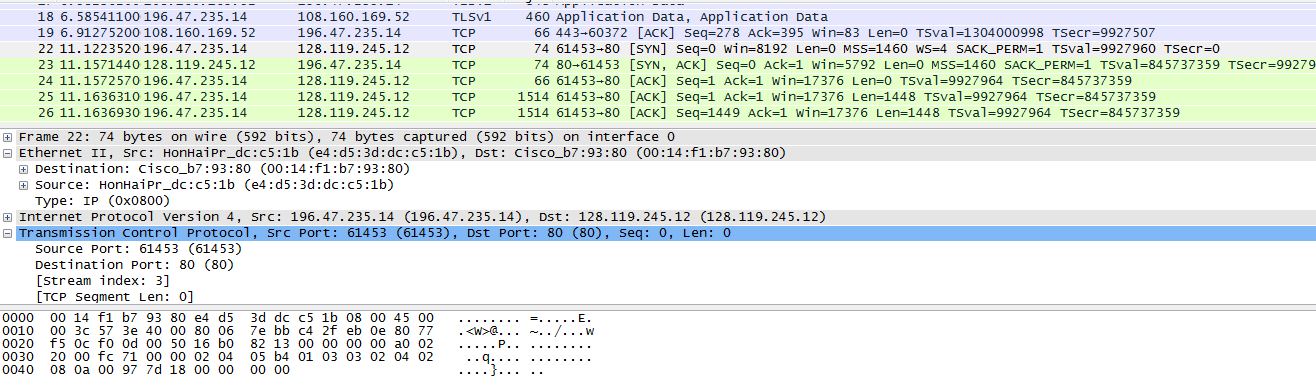 18 6.58541100 196.47.235.14 108.160.169.52 TLSv1 460 Application Data, Application Data
19 6.91275200 108.160.169.52 196.47.235.14 TCP 66 443→60372 [ACK] Seq=278 Ack=395 Win=83 Len=0 TSval=1304000998 TSecr=9927507
22 11.1223520 196.47.235.14 128.119.245.12 TCP 74 61453→80 [SYN] Seq=0 Win=8192 Len=0 MSS=1460 WS=4 SACK_PERM=1 TSval=9927960 TSecr=0
23 11.1571440 128.119.245.12 196.47.235.14 TCP 74 80→61453 [SYN, ACK] Seq=0 Ack=1 Win=5792 Len=0 MSS=1460 SACK_PERM=1 TSval=845737359 TSecr=99279
24 11.1572570 196.47.235.14 128.119.245.12 TCP 66 61453→80 [ACK] Seq=1 Ack=1 Win=17376 Len=0 TSval=9927964 TSecr=845737359
25 11.1636310 196.47.235.14 128.119.245.12 TCP 1514 61453→80 [ACK] Seq=1 Ack=1 Win=17376 Len=1448 TSval=9927964 TSecr=845737359
26 11.1636930 196.47.235.14 128.119.245.12 TCP 1514 61453→80 [ACK] Seq=1449 Ack=1 Win=17376 Len=1448 TSval=9927964 TSecr=845737359
Frame 22: 74 bytes on wire (592 bits), 74 bytes captured (592 bits) on interface 0
Ethernet II, Src: HonHaiPr_dc:c5:1b (e4:d5:3d:dc:c5:1b), Dst: Cisco_b7:93:80 (00:14:f1:b7:93:80)
Destination: Cisco_b7:93:80 (00:14:f1:b7:93:80)
Source: HonHaiPr_dc:c5:1b (e4:d5:3d:dc:c5:1b)
Type: IP (0x0800)
Internet Protocol Version 4, Src: 196.47.235.14 (196.47.235.14), Dst: 128.119.245.12 (128.119.245.12)
Transmission Control Protocol, Src Port: 61453 (61453), Dst Port: 80 (80), Seq: 0, Len: 0
Source Port: 61453 (61453)
Destination Port: 80 (80)
[Stream index: 3]
[TCP Segment Len: 0]
0000 00 14 f1 b7 93 80 e4 d5 3d dc c5 1b 08 00 45 00 ........ =.....E.
0010 00 3c 57 3e 40 00 80 06 7e bb c4 2f eb 0e 80 77 .<W>@... ~../...w
0020 f5 0c f0 0d 00 50 16 b0 82 13 00 00 00 00 a0 02 .....P.. ........
0030 20 00 fc 71 00 00 02 04 05 b4 01 03 03 02 04 02 ..q.... ........
0040 08 0a 00 97 7d 18 00 00 00 00 ....}... ..